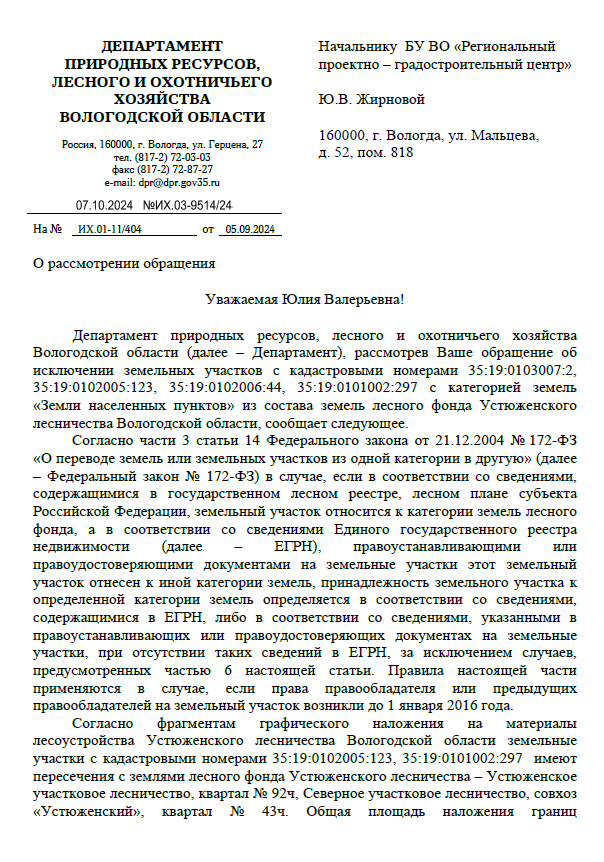 ДЕПАРТАМЕНТ
ПРИРОДНЫХ РЕСУРСОВ,
ЛЕСНОГО И ОХОТНИЧЬЕГО
ХОЗЯЙСТВА
ВОЛОГОДСКОЙ ОБЛАСТИ
Россия, 160000, г. Вологда, ул. Герцена, 27
тел. (817-2) 72-03-03
факс (817-2) 72-87-27
e-mail: dpr@dpr.gov35.ru
07.10.2024 №ИХ.03-9514/24
На № ИХ.01-11/404 от 05.09.2024
Начальнику БУ ВО «Региональный
проектно – градостроительный центр»
Ю.В. Жирновой
160000, г. Вологда, ул. Мальцева,
д. 52, пом. 818
О рассмотрении обращения
Уважаемая Юлия Валерьевна!
Департамент природных ресурсов, лесного и охотничьего хозяйства
Вологодской области (далее – Департамент), рассмотрев Ваше обращение об
исключении земельных участков с кадастровыми номерами 35:19:0103007:2,
35:19:0102005:123, 35:19:0102006:44, 35:19:0101002:297 с категорией земель
«Земли населенных пунктов» из состава земель лесного фонда Устюженского
лесничества Вологодской области, сообщает следующее.
Согласно части 3 статьи 14 Федерального закона от 21.12.2004 № 172-ФЗ
«О переводе земель или земельных участков из одной категории в другую» (далее
– Федеральный закон № 172-ФЗ) в случае, если в соответствии со сведениями,
содержащимися в государственном лесном реестре, лесном плане субъекта
Российской Федерации, земельный участок относится к категории земель лесного
фонда, а в соответствии со сведениями Единого государственного реестра
недвижимости (далее – ЕГРН), правоустанавливающими или
правоудостоверяющими документами на земельные участки этот земельный
участок отнесен к иной категории земель, принадлежность земельного участка к
определенной категории земель определяется в соответствии со сведениями,
содержащимися в ЕГРН, либо в соответствии со сведениями, указанными в
правоустанавливающих или правоудостоверяющих документах на земельные
участки, при отсутствии таких сведений в ЕГРН, за исключением случаев,
предусмотренных частью 6 настоящей статьи. Правила настоящей части
применяются в случае, если права правообладателя или предыдущих
правообладателей на земельный участок возникли до 1 января 2016 года.
Согласно фрагментам графического наложения на материалы
лесоустройства Устюженского лесничества Вологодской области земельные
участки с кадастровыми номерами 35:19:0102005:123, 35:19:0101002:297 имеют
пересечения с землями лесного фонда Устюженского лесничества – Устюженское
участковое лесничество, квартал № 92ч, Северное участковое лесничество, совхоз
«Устюженский», квартал № 43ч. Общая площадь наложения границ